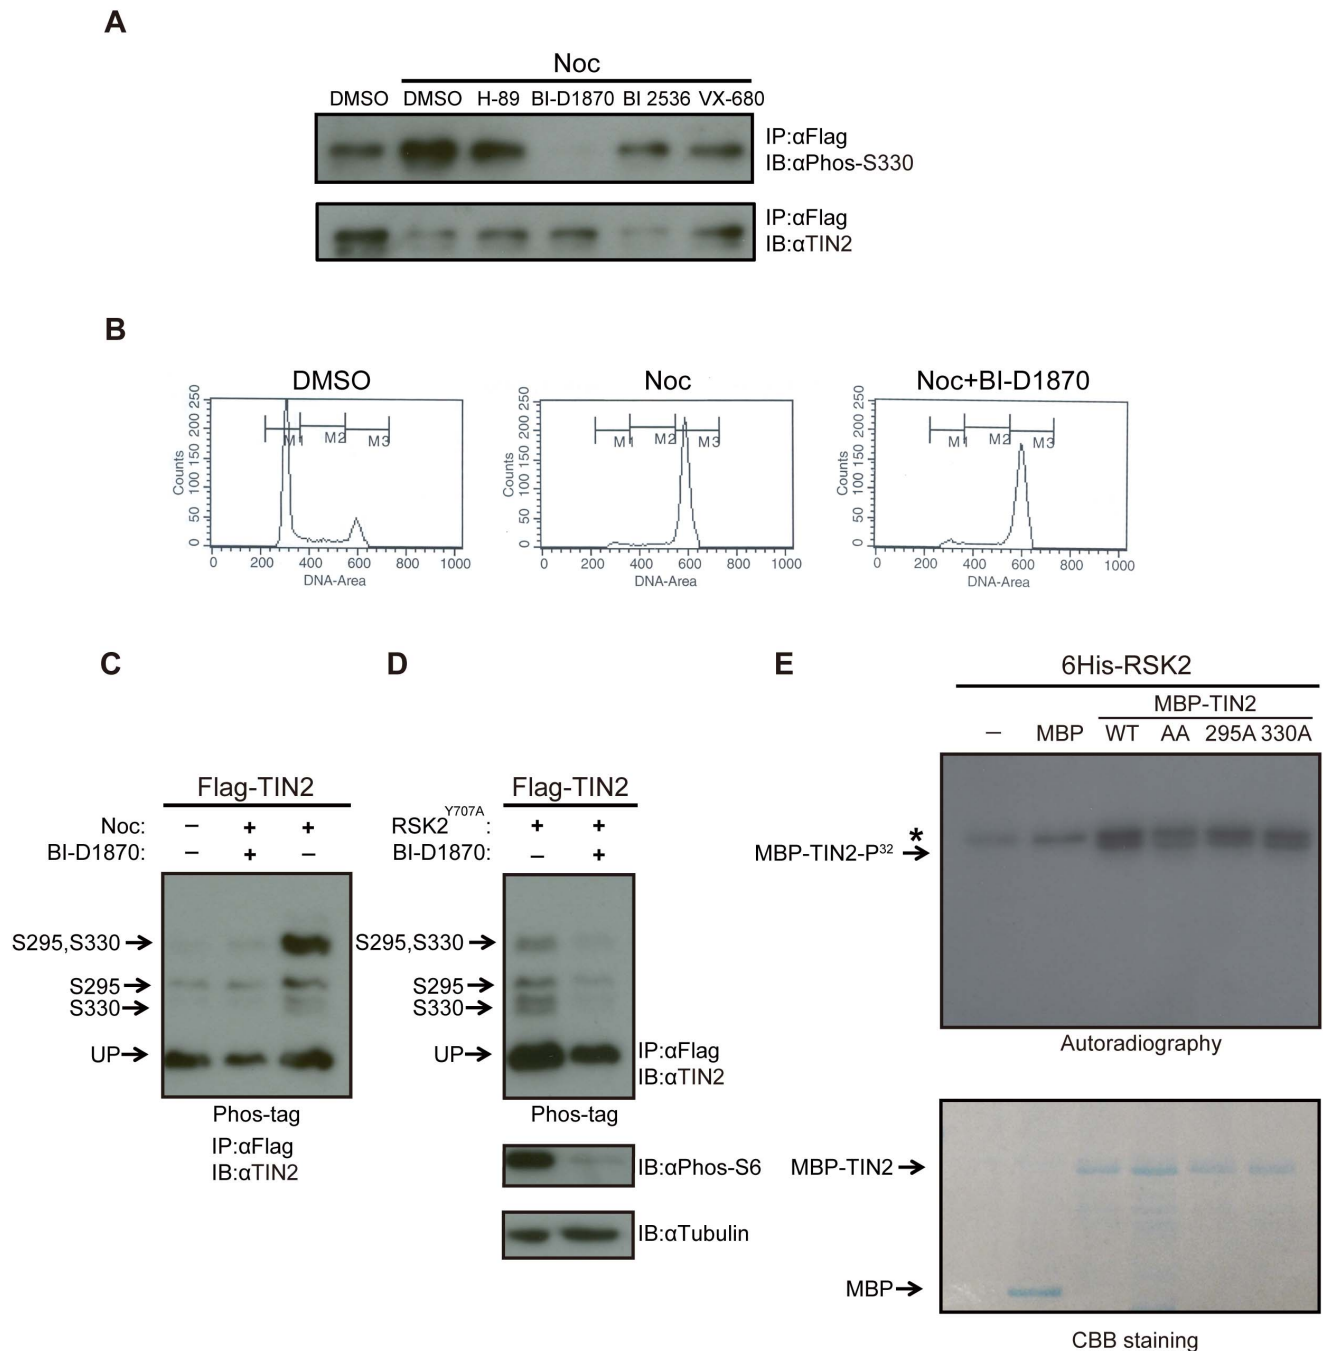 A
Noc
DMSO DMSO H-89 BI-D1870 BI 2536 VX-680
IP:αFlag
IB:αPhos-S330
IP:αFlag
IB:αTIN2
B
DMSO
Counts
0 50 100 150 200 250
M1 M2 M3
0 200 400 600 800 1000
DNA-Area
Noc
Counts
0 50 100 150 200 250
M1 M2 M3
0 200 400 600 800 1000
DNA-Area
Noc+BI-D1870
Counts
0 50 100 150 200 250
M1 M2 M3
0 200 400 600 800 1000
DNA-Area
C
Flag-TIN2
Noc: – + +
BI-D1870: – + –
S295,S330
S295
S330
UP
Phos-tag
IP:αFlag
IB:αTIN2
D
Flag-TIN2
RSK2Y707A : + +
BI-D1870: – +
S295,S330
S295
S330
UP
IP:αFlag
IB:αTIN2
Phos-tag
IB:αPhos-S6
IB:αTubulin
E
6His-RSK2
MBP-TIN2
– MBP WT AA 295A 330A
*
MBP-TIN2-P32
Autoradiography
MBP-TIN2
MBP
CBB staining